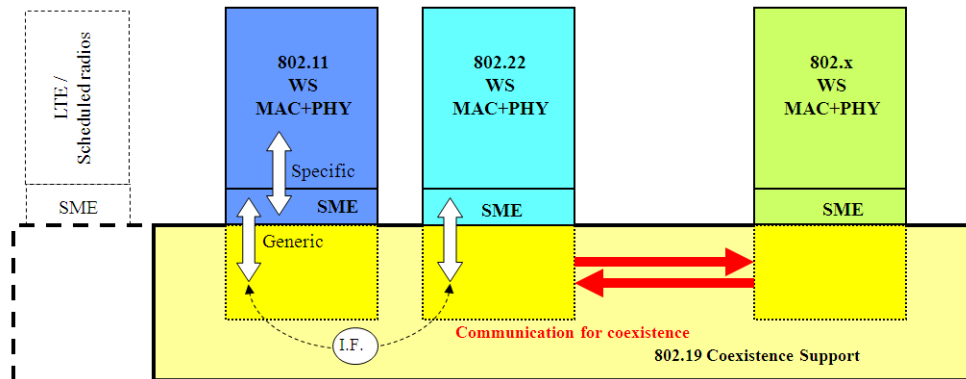 LTE /
Scheduled radios
SME
802.11
WS
MAC+PHY
Specific
SME
Generic
802.22
WS
MAC+PHY
SME
802.x
WS
MAC+PHY
SME
I.F.
Communication for coexistence
802.19 Coexistence Support